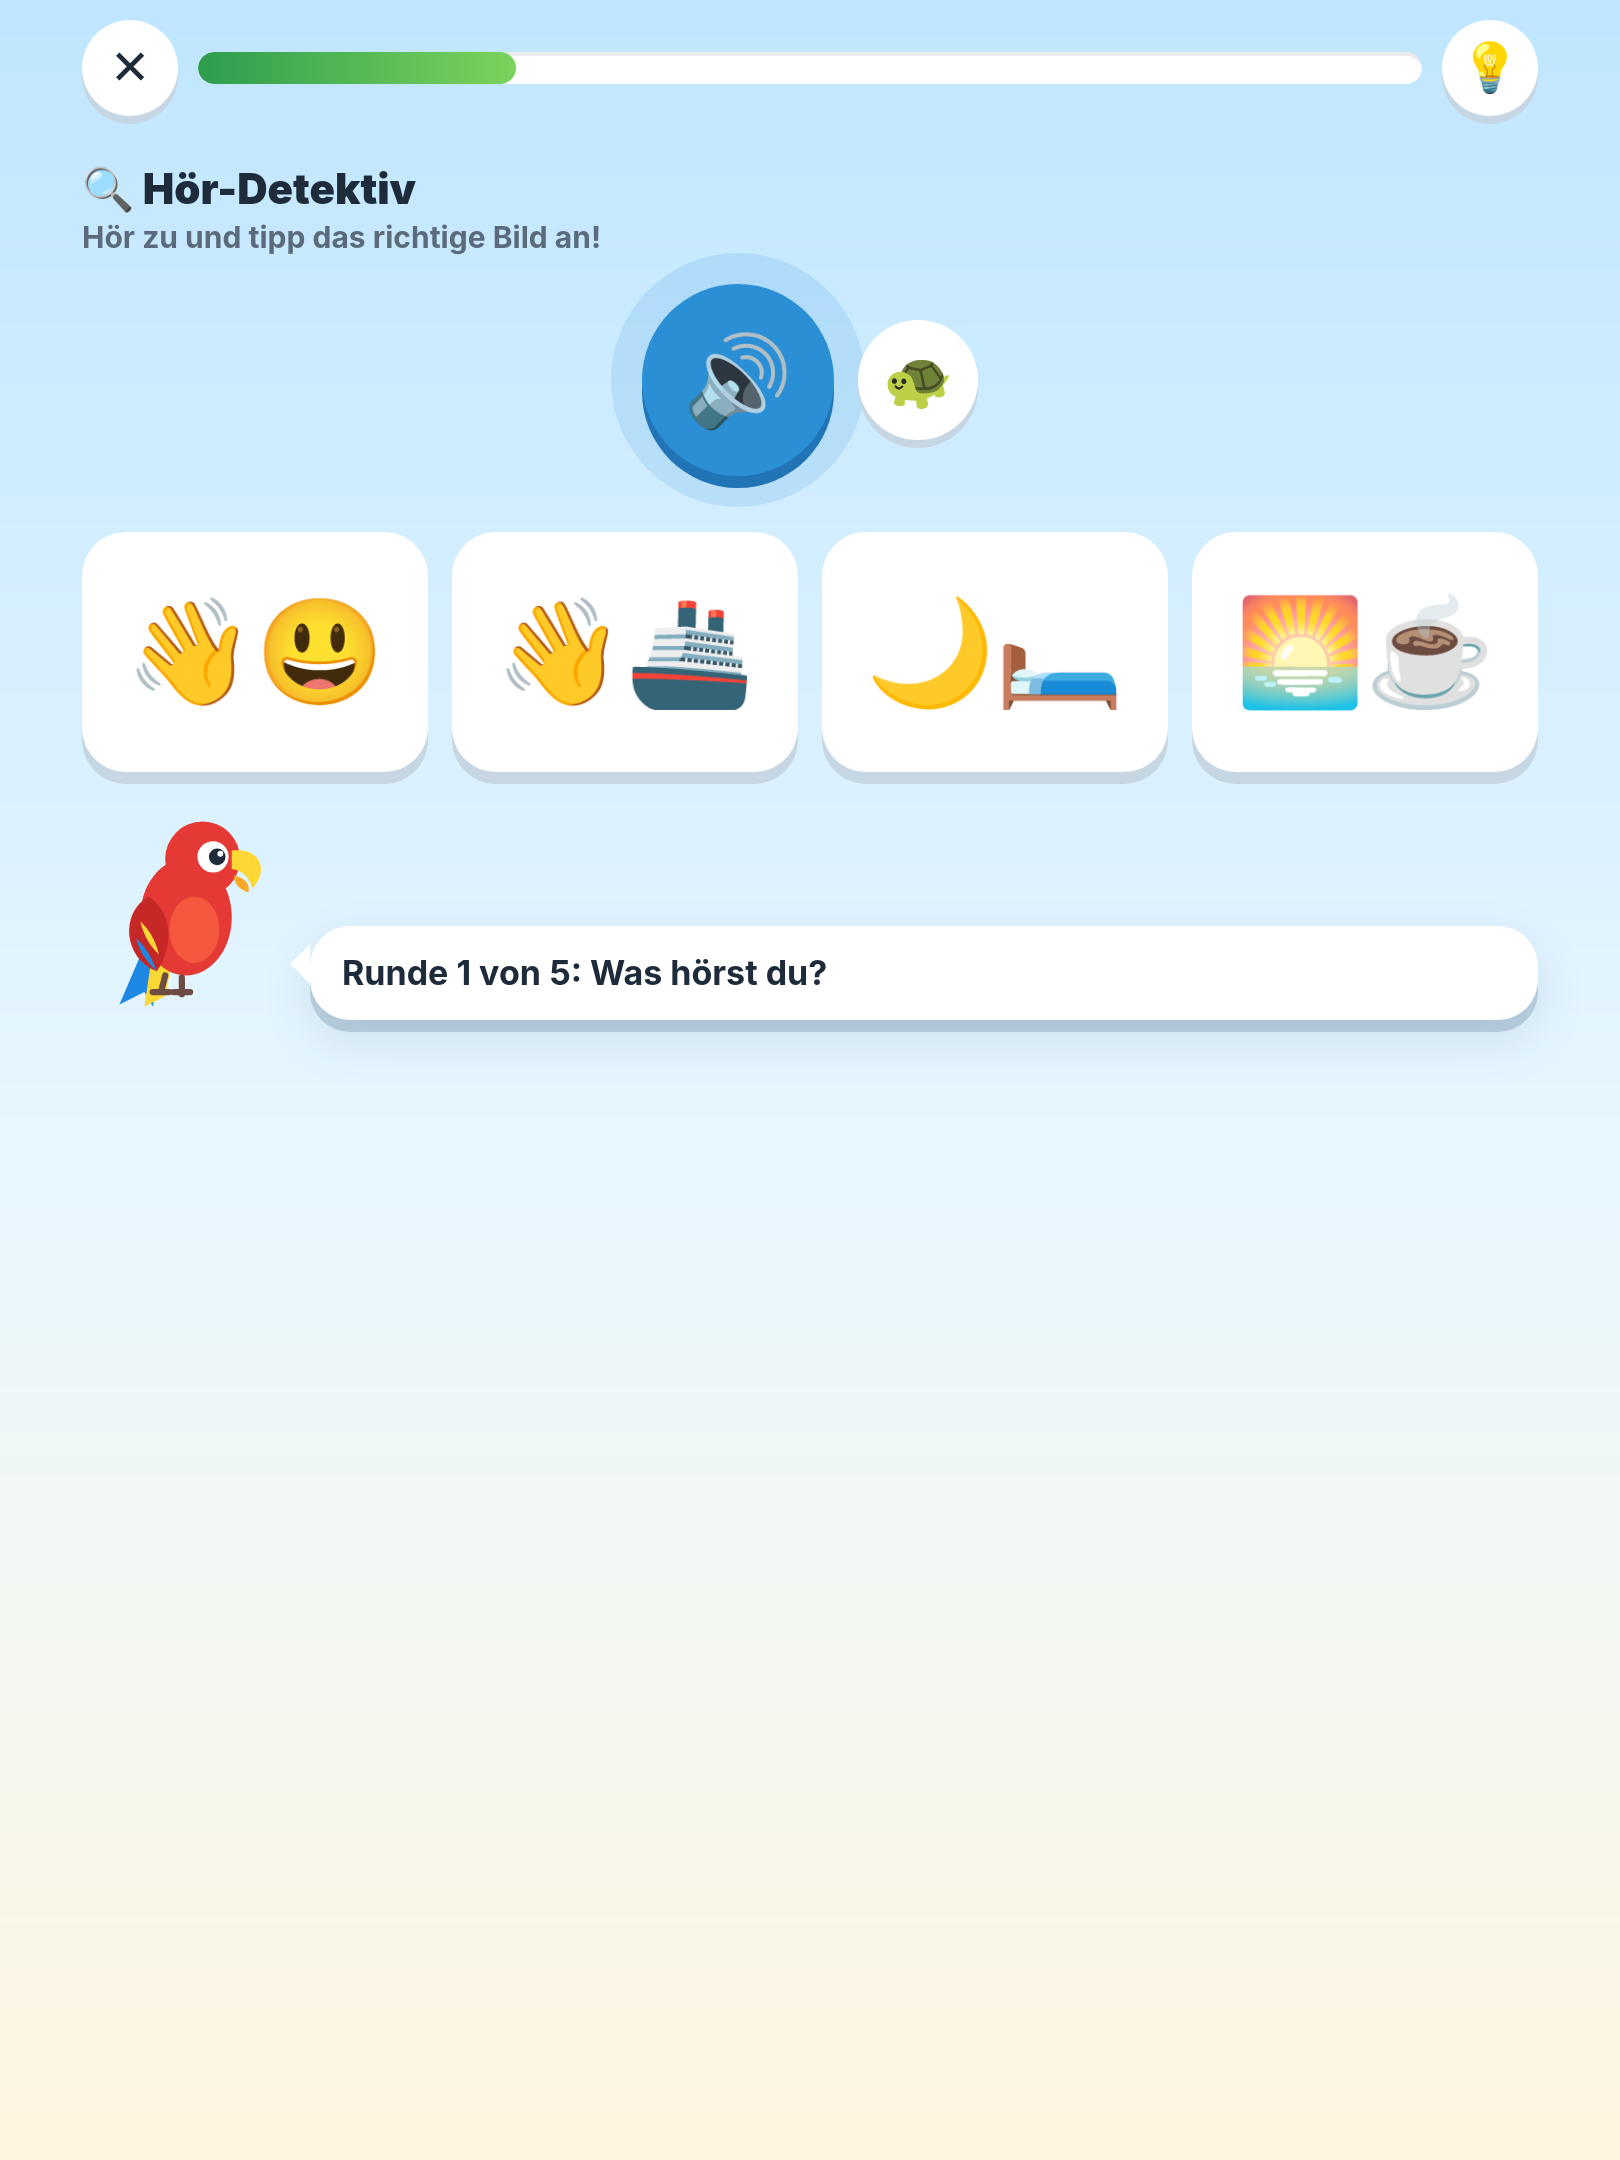 Hör-Detektiv
Hör zu und tipp das richtige Bild an!
Runde 1 von 5: Was hörst du?